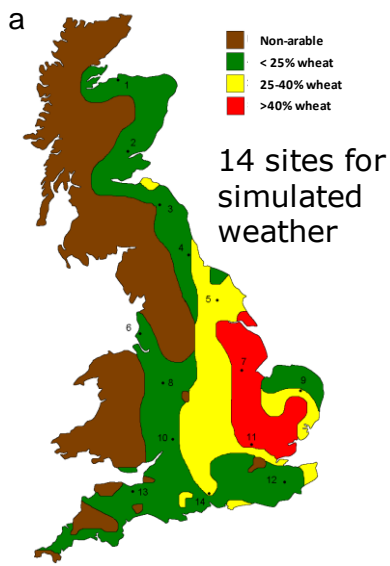 a
Non-arable
< 25% wheat
25-40% wheat
>40% wheat
14 sites for
simulated
weather
1
2
3
4
5
6
7
8
9
10
11
12
13
14